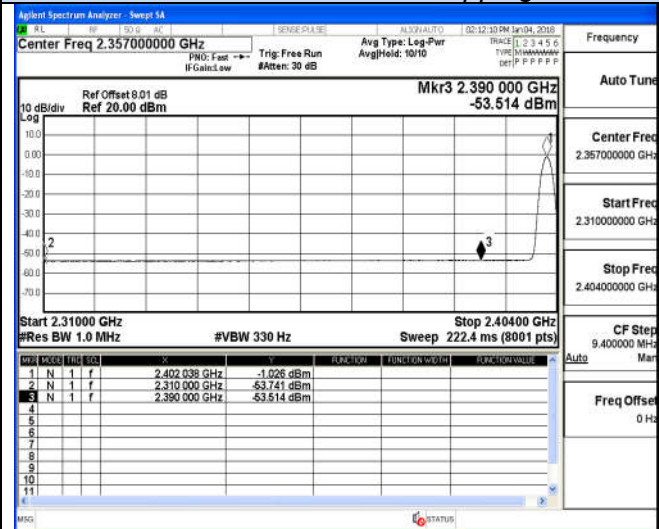 Agilent Spectrum Analyzer - Swept SA
RL RF 50 Ω AC SENSE:PULSE ALIGNAUTO 02:12:10 PM Jan 04, 2018
Center Freq 2.357000000 GHz
PNO: Fast
IFGain:Low
Trig: Free Run
#Atten: 30 dB
Avg Type: Log-Pwr
Avg|Hold: 10/10
TRACE 1 2 3 4 5 6
TYPE MWWWWW
DET P P P P P P
Frequency
Auto Tune
Center Freq
2.357000000 GHz
Start Freq
2.310000000 GHz
Stop Freq
2.404000000 GHz
CF Step
9.400000 MHz
Auto Man
Freq Offset
0 Hz
Mkr3 2.390 000 GHz
-53.514 dBm
Ref Offset 8.01 dB
10 dB/div Ref 20.00 dBm
Log
10.0
0.00
-10.0
-20.0
-30.0
-40.0
-50.0
-60.0
-70.0
1
2
3
Start 2.31000 GHz Stop 2.40400 GHz
#Res BW 1.0 MHz #VBW 330 Hz Sweep 222.4 ms (8001 pts)
MKR MODE TRC SCL X Y FUNCTION FUNCTION WIDTH FUNCTION VALUE
1 N 1 f 2.402 038 GHz -1.026 dBm
2 N 1 f 2.310 000 GHz -53.741 dBm
3 N 1 f 2.390 000 GHz -53.514 dBm
4
5
6
7
8
9
10
11
MSG STATUS